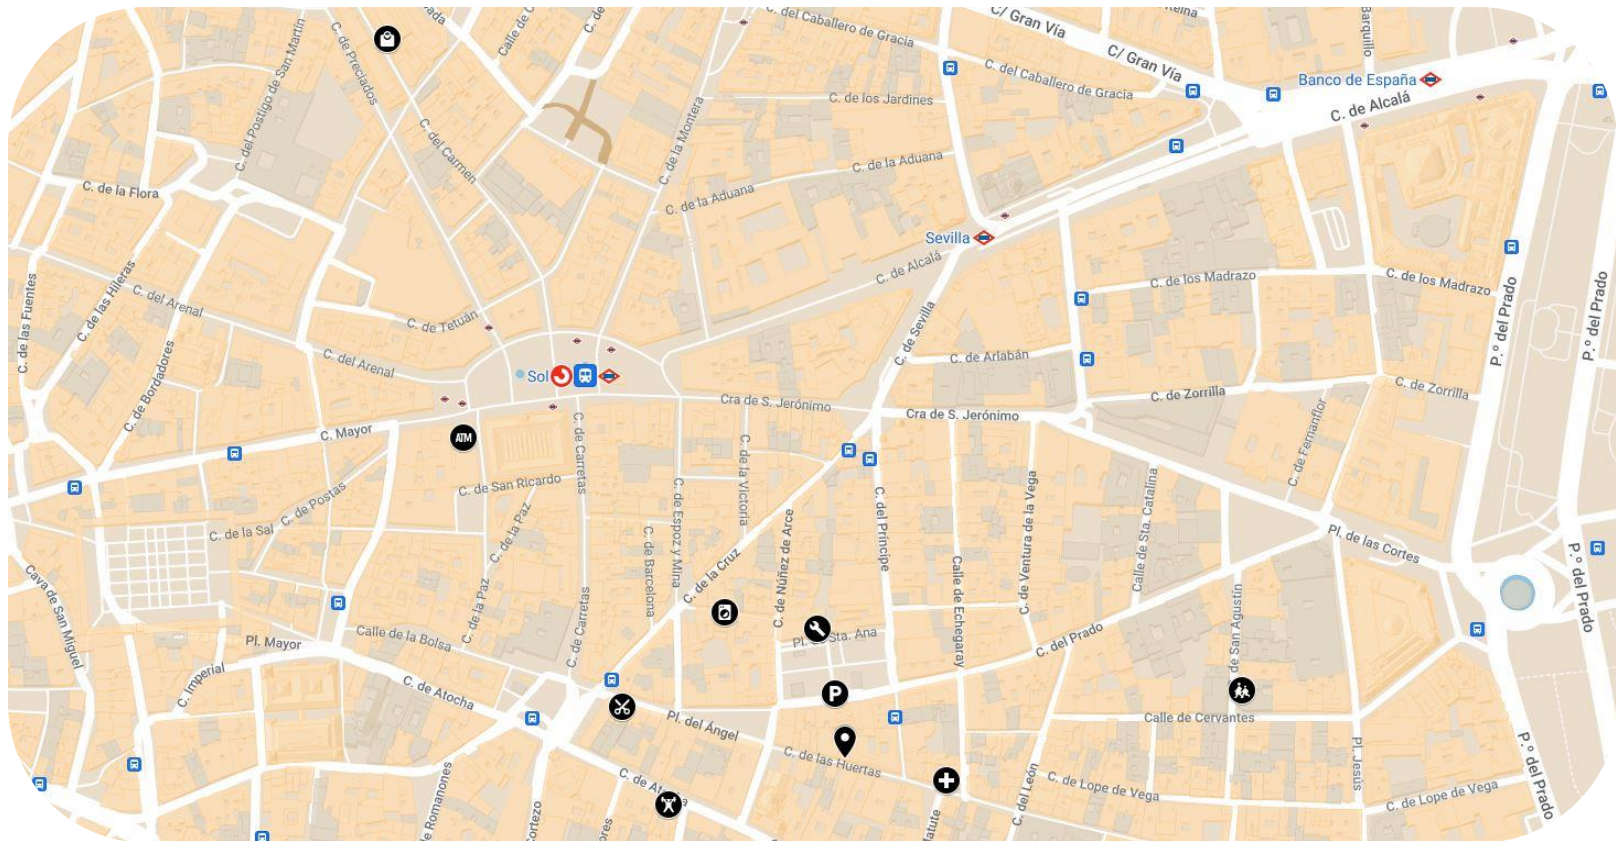 C/ Gran Vía
C. del Caballero de Gracia
C/ Gran Vía
Barquillo
C. de Preciados
C. del Postigo de San Martín
C. del Caballero de Gracia
Banco de España
C. de Alcalá
C. de los Jardines
C. del Carmen
C. de la Montera
C. de la Aduana
C. de la Aduana
C. de la Flora
Sevilla
C. de Alcalá
C. de los Madrazo
C. de los Madrazo
C. de las Fuentes
C. de las Hileras
C. del Arenal
C. de Tetuán
C. de Sevilla
P.º del Prado
P.º del Prado
C. de Bordadores
C. del Arenal
Sol
C. de Arlabán
C. de Zorrilla
C. de Zorrilla
Cra de S. Jerónimo
Cra de S. Jerónimo
C. Mayor
ATM
C. de Carretas
C. de la Victoria
C. de Fernanflor
C. de San Ricardo
C. de Postas
C. de la Sal
C. de la Paz
C. de Espoz y Mina
C. del Príncipe
C. de Ventura de la Vega
C. de Sta. Catalina
Pl. de las Cortes
C. de Barcelona
C. de la Cruz
C. de Núñez de Arce
Calle de Echegaray
P.º del Prado
Cava de San Miguel
C. de la Paz
C. de Carretas
Calle de la Bolsa
Pl. Mayor
Sta. Ana
C. del Prado
de San Agustín
C. Imperial
C. de Atocha
P
Pl. del Ángel
Calle de Cervantes
C. de las Huertas
Pl. Jesús
P.º del Prado
C. del León
C. de Lope de Vega
C. de Lope de Vega
de Romanones